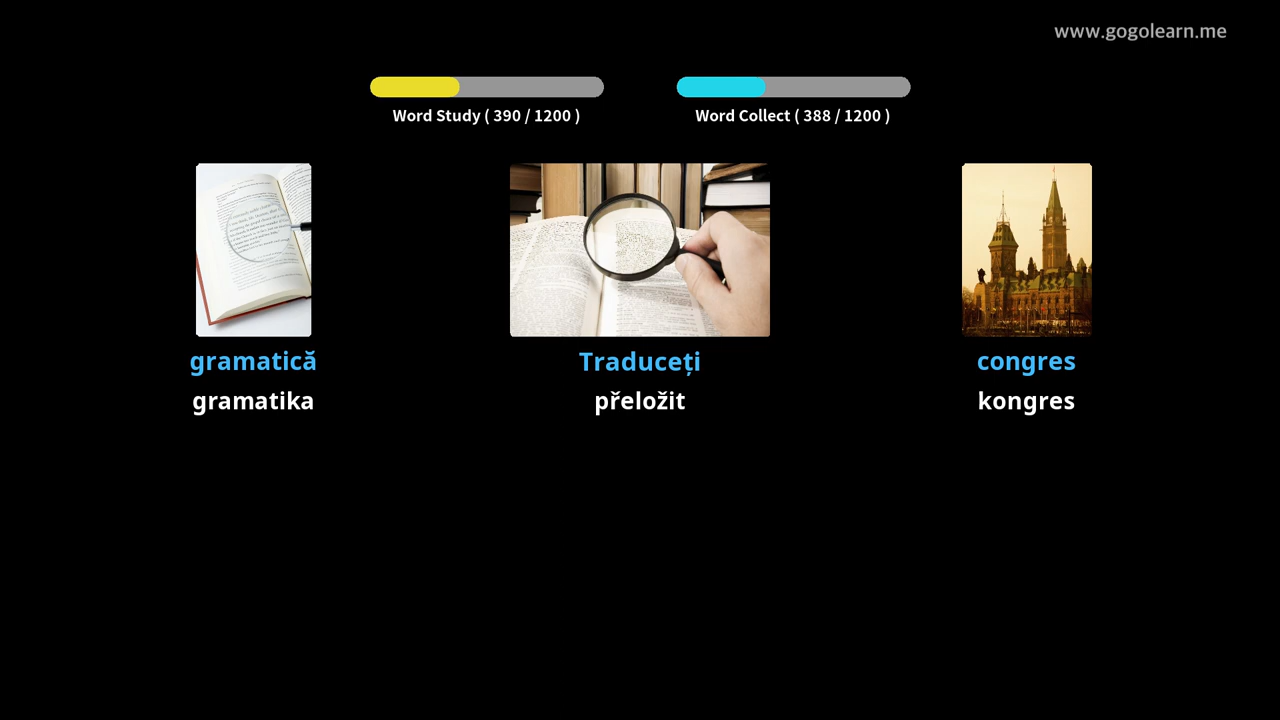 www.gogolearn.me
Word Study ( 390 / 1200 )
Word Collect ( 388 / 1200 )
gramatică
Traduceți
congres
gramatika
přeložit
kongres